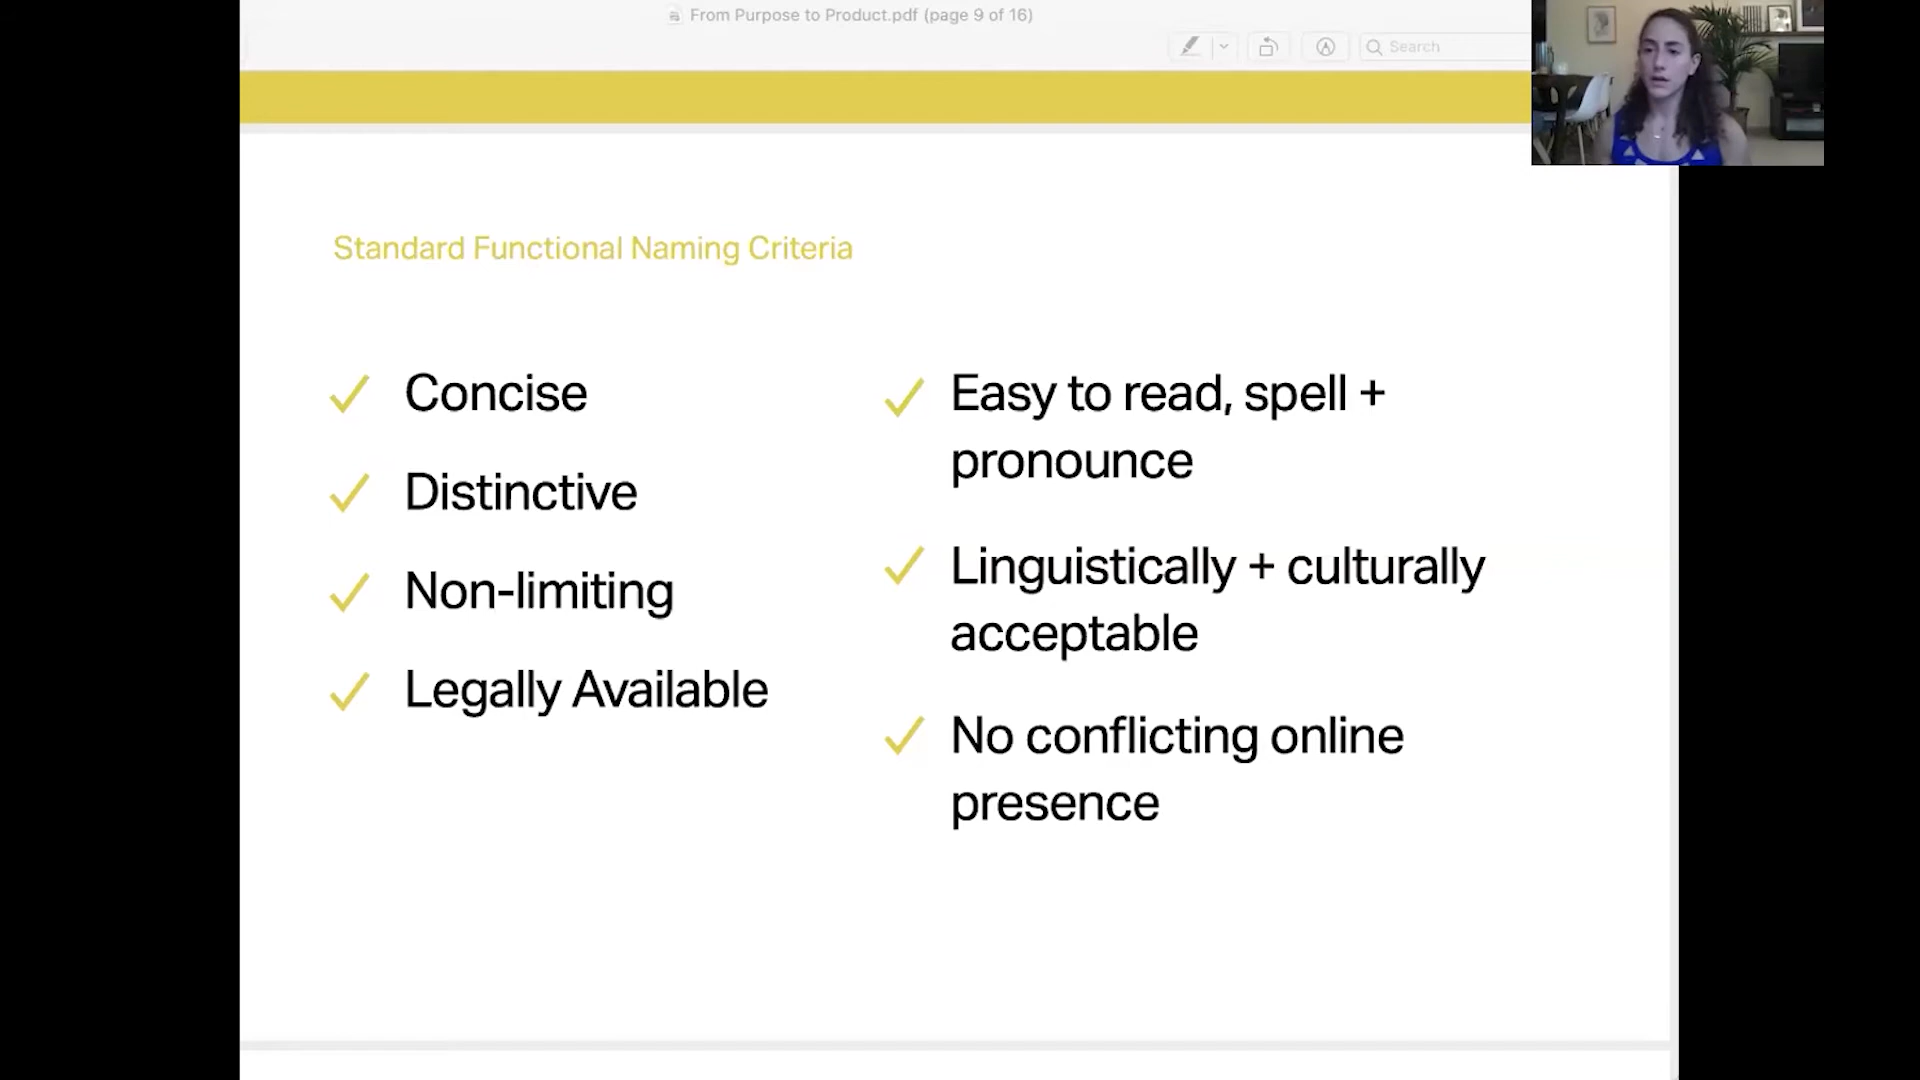 From Purpose to Product.pdf (page 9 of 16)
Search
Standard Functional Naming Criteria
Concise
Distinctive
Non-limiting
Legally Available
Easy to read, spell +
pronounce
Linguistically + culturally
acceptable
No conflicting online
presence